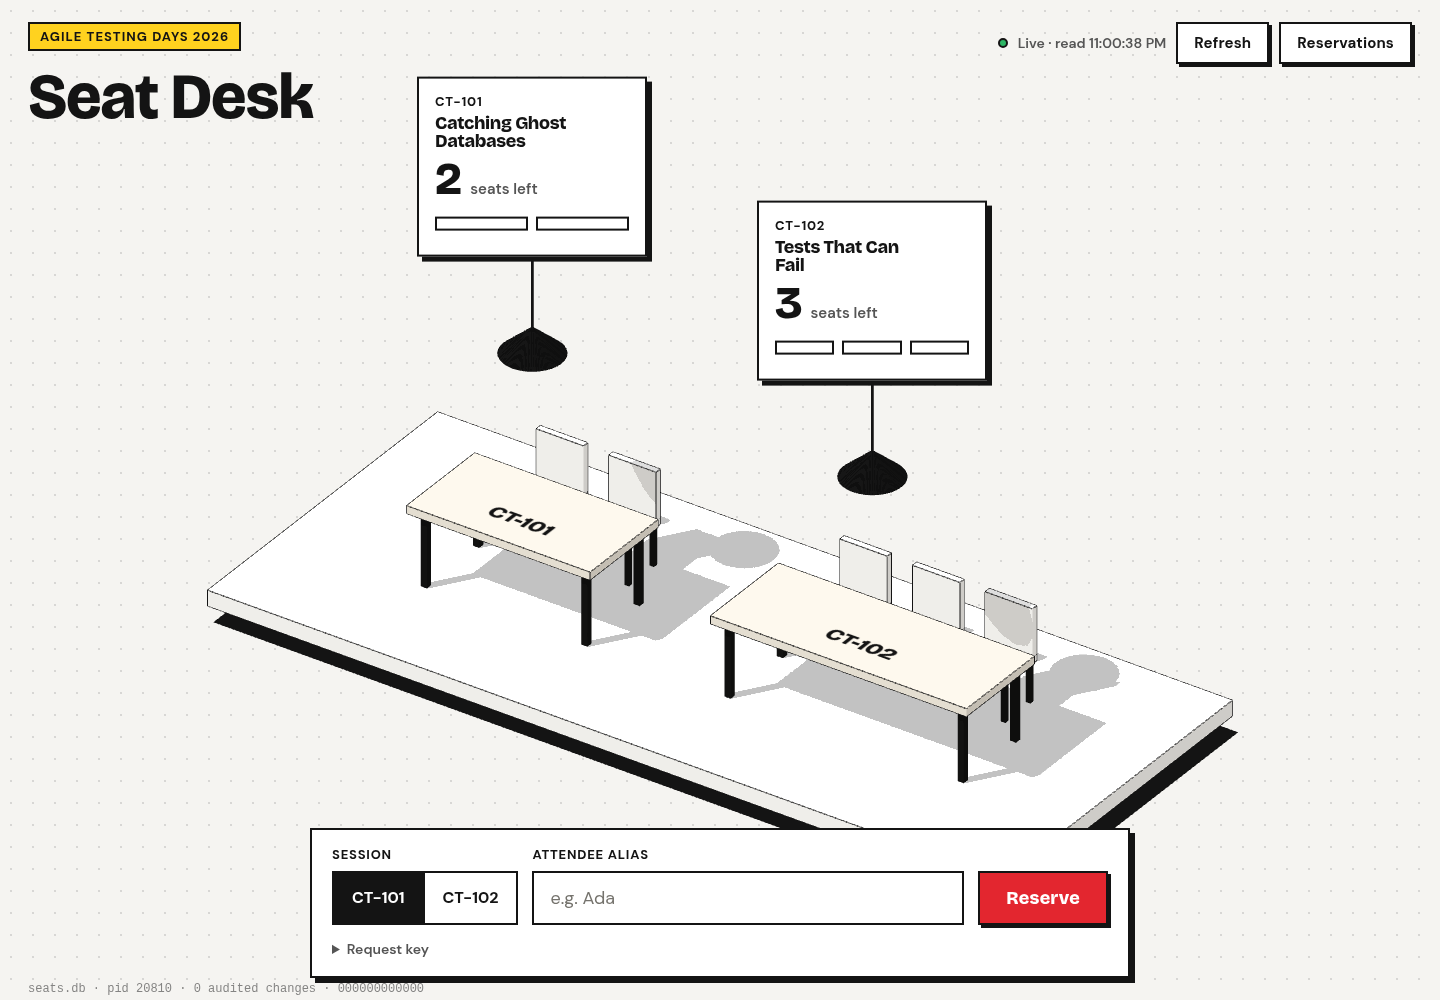 AGILE TESTING DAYS 2026
Live · read 11:00:38 PM
Refresh
Reservations
Seat Desk
CT-101
Catching Ghost
Databases
2 seats left
CT-102
Tests That Can
Fail
3 seats left
CT-101
CT-102
SESSION
ATTENDEE ALIAS
CT-101
CT-102
e.g. Ada
Reserve
Request key
seats.db · pid 20810 · 0 audited changes · 000000000000